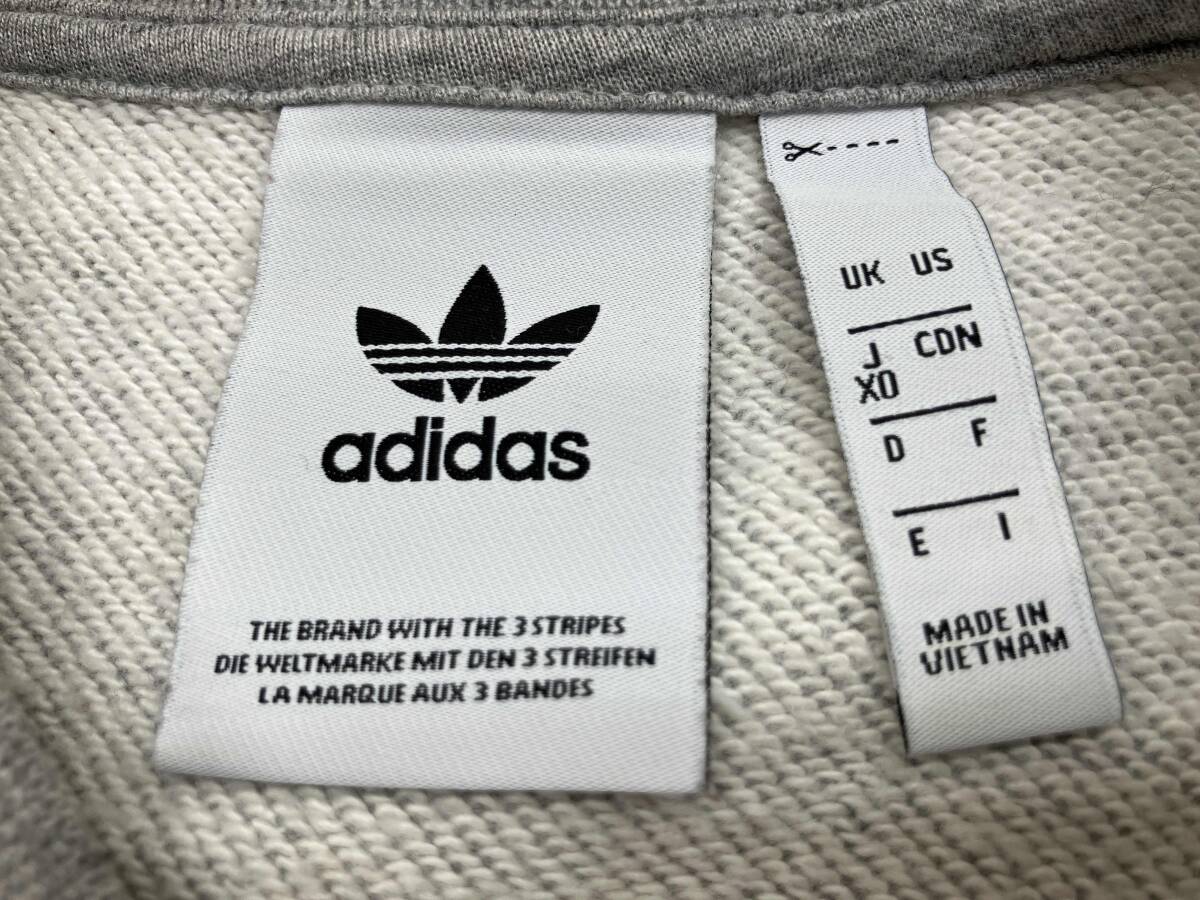 adidas
THE BRAND WITH THE 3 STRIPES
DIE WELTMARKE MIT DEN 3 STREIFEN
LA MARQUE AUX 3 BANDES
UK US
J CDN
XO
D F
E I
MADE IN
VIETNAM